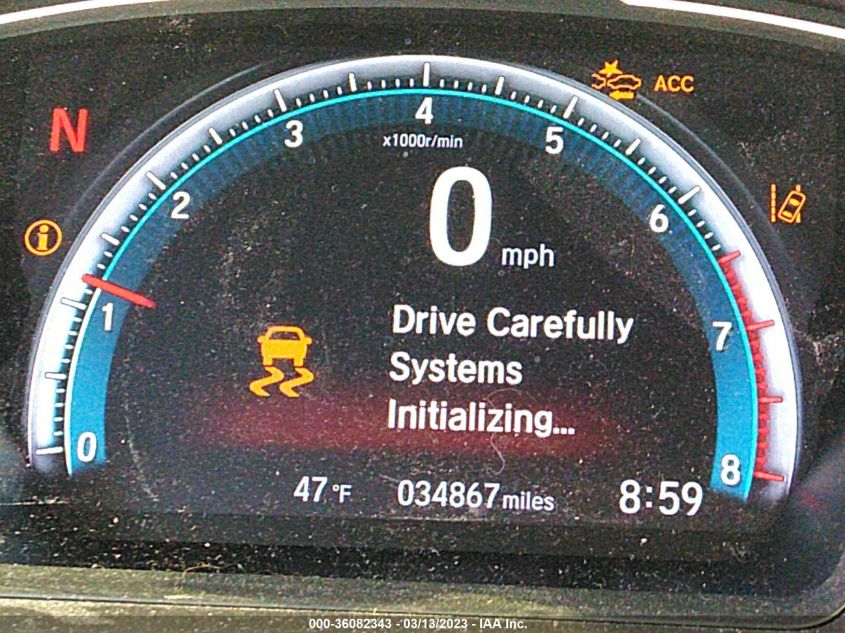 ACC
N
4
3
5
x1000r/min
2
6
0 mph
i
1
7
Drive Carefully
Systems
Initializing...
0
8
47 °F
034867 miles
8:59
000-36082343 - 03/13/2023 - IAA Inc.